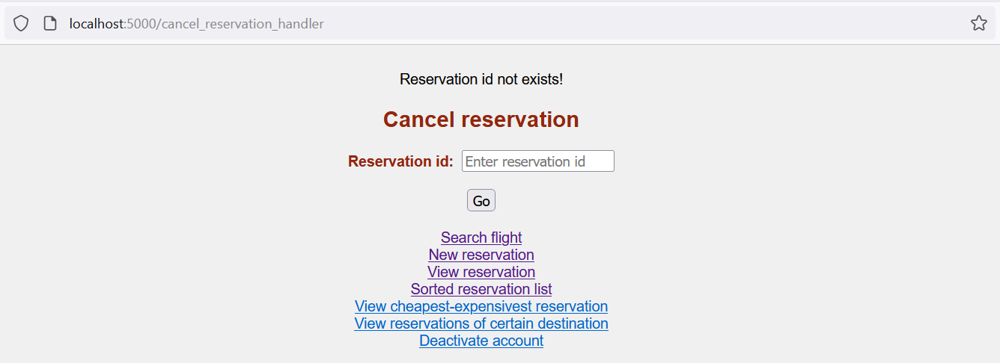 localhost:5000/cancel_reservation_handler
Reservation id not exists!
Cancel reservation
Reservation id: Enter reservation id
Go
Search flight
New reservation
View reservation
Sorted reservation list
View cheapest-expensivest reservation
View reservations of certain destination
Deactivate account